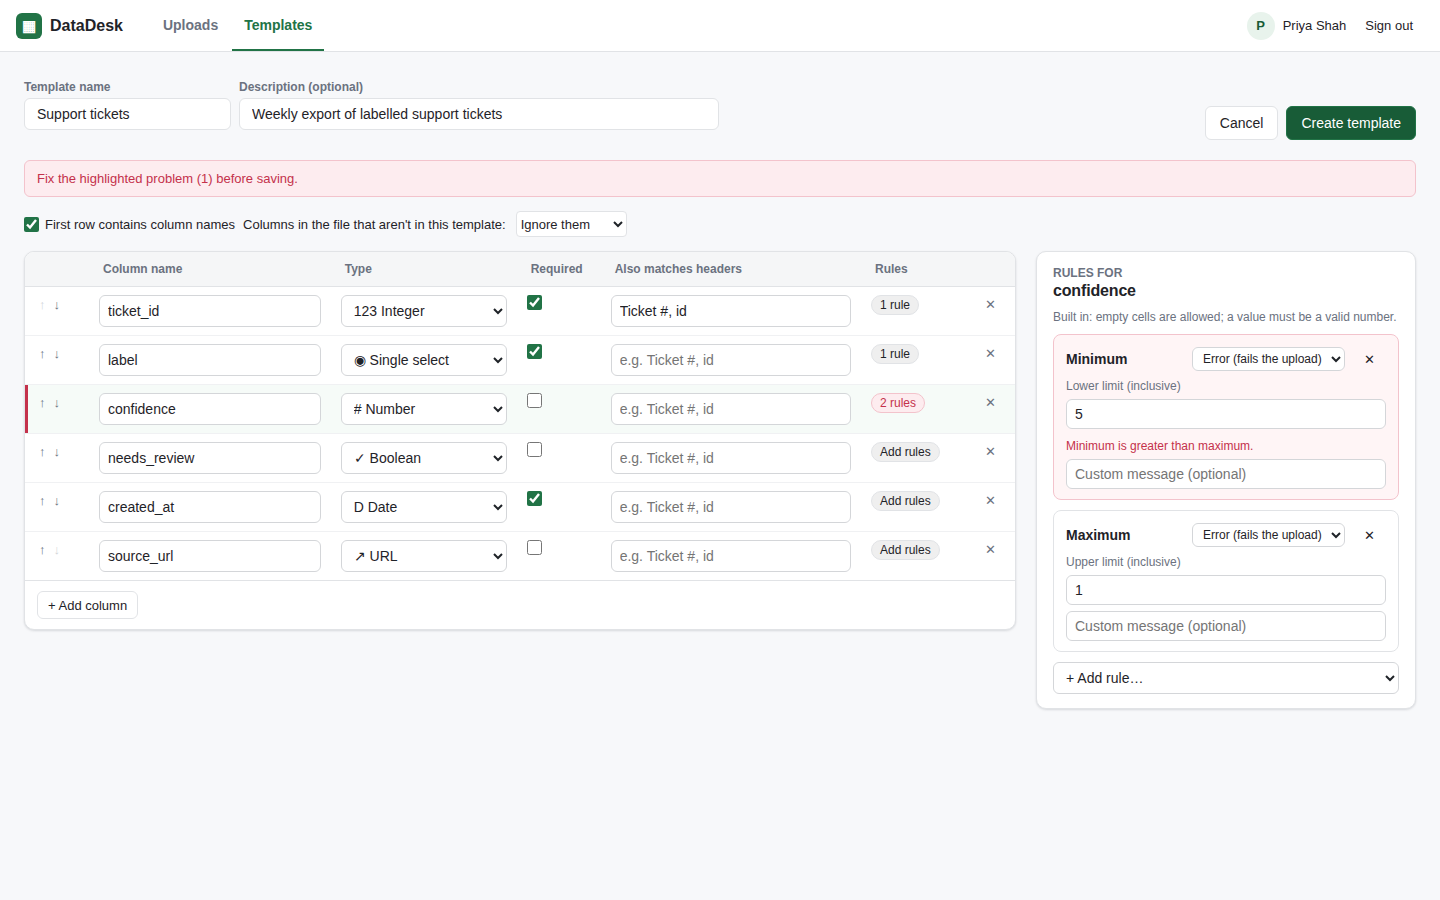 DataDesk Uploads Templates P Priya Shah Sign out
Template name Description (optional)
Support tickets Weekly export of labelled support tickets
Cancel Create template
Fix the highlighted problem (1) before saving.
First row contains column names Columns in the file that aren't in this template: Ignore them
Column name Type Required Also matches headers Rules
↑ ↓ ticket_id 123 Integer Ticket #, id 1 rule ✕
↑ ↓ label ◉ Single select e.g. Ticket #, id 1 rule ✕
↑ ↓ confidence # Number e.g. Ticket #, id 2 rules ✕
↑ ↓ needs_review ✓ Boolean e.g. Ticket #, id Add rules ✕
↑ ↓ created_at D Date e.g. Ticket #, id Add rules ✕
↑ ↓ source_url ↗ URL e.g. Ticket #, id Add rules ✕
+ Add column
RULES FOR
confidence
Built in: empty cells are allowed; a value must be a valid number.
Minimum Error (fails the upload) ✕
Lower limit (inclusive)
5
Minimum is greater than maximum.
Custom message (optional)
Maximum Error (fails the upload) ✕
Upper limit (inclusive)
1
Custom message (optional)
+ Add rule…